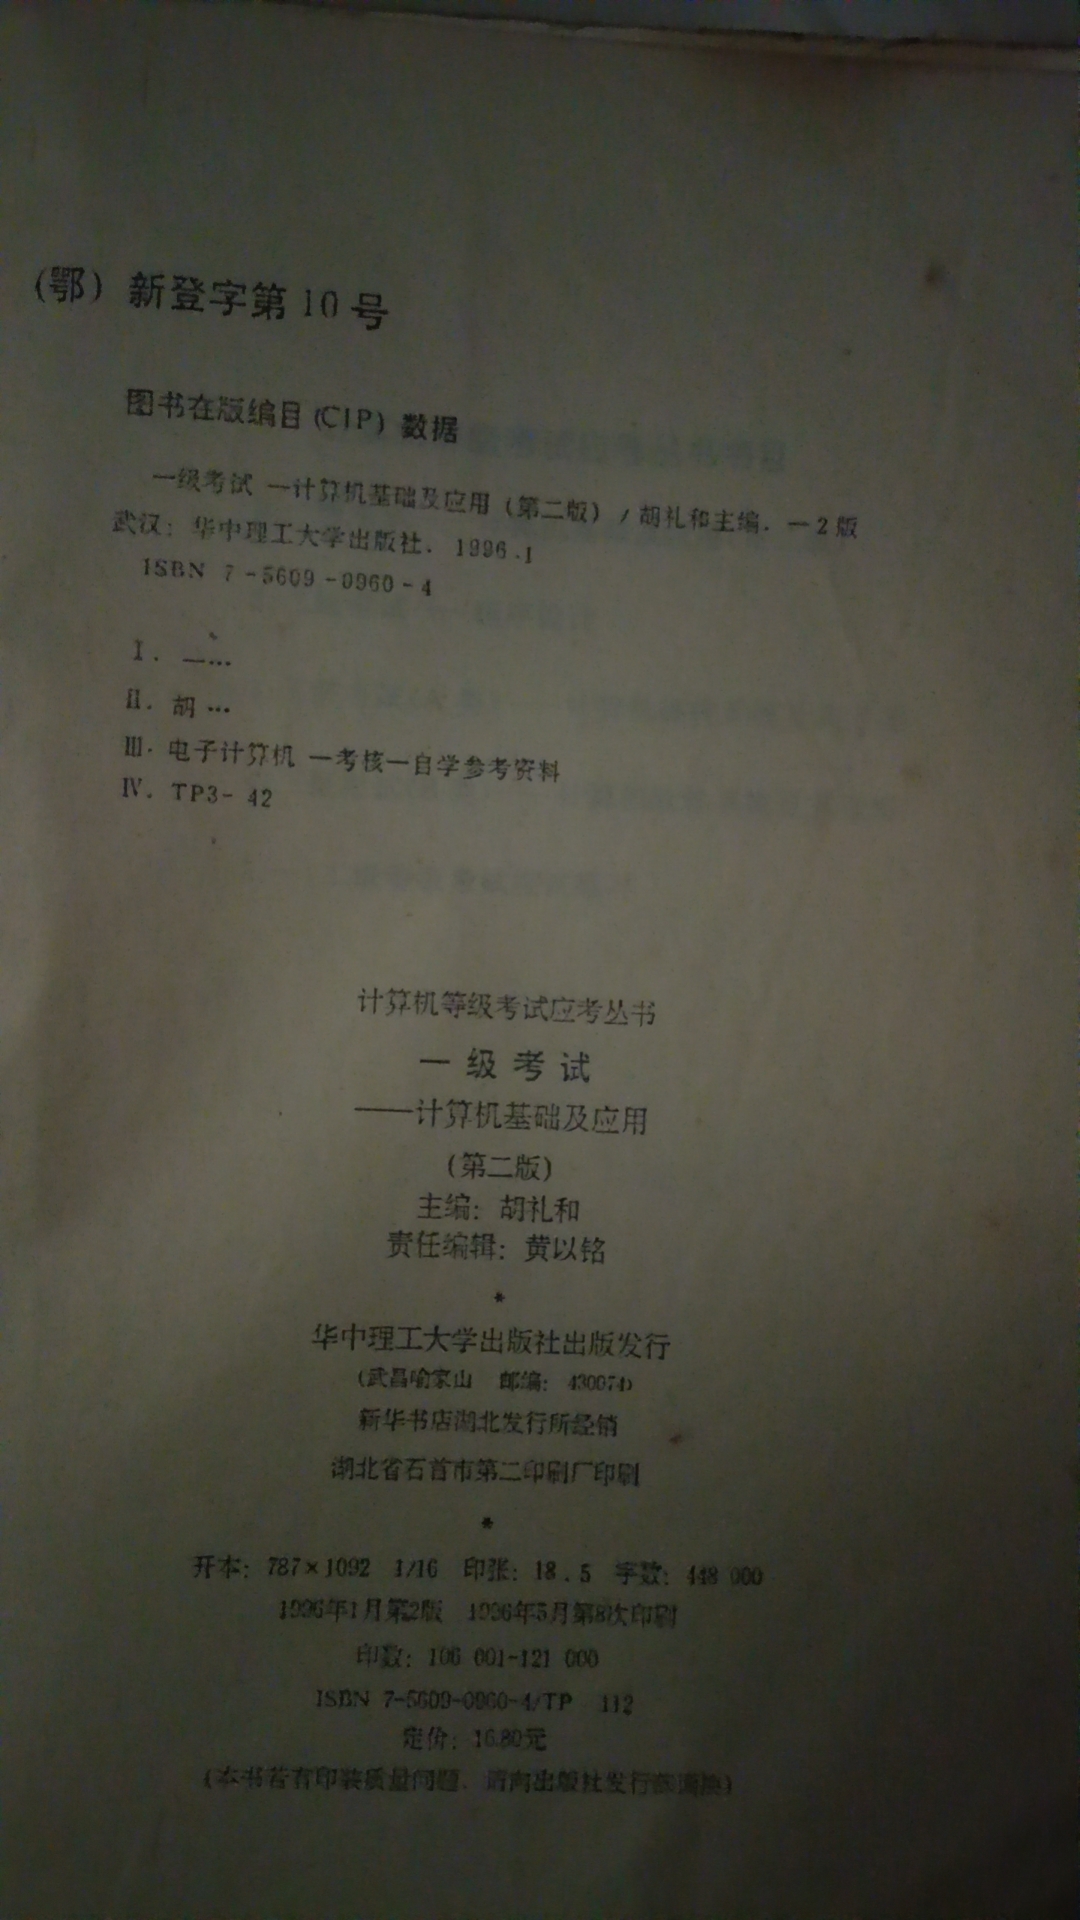 (鄂) 新登字第 10 号
图书在版编目 (CIP) 数据
一级考试 —计算机基础及应用 (第二版) / 胡礼和主编. —2 版
武汉: 华中理工大学出版社. 1996.1
ISBN 7-5609-0960-4
Ⅰ. 一…
Ⅱ. 胡…
Ⅲ. 电子计算机 —考核—自学参考资料
Ⅳ. TP3-42
计算机等级考试应考丛书
一级考试
——计算机基础及应用
(第二版)
主编: 胡礼和
责任编辑: 黄以铭
*
华中理工大学出版社出版发行
(武昌喻家山 邮编: 430074)
新华书店湖北发行所经销
湖北省石首市第二印刷厂印刷
*
开本: 787×1092 1/16 印张: 18.5 字数: 448 000
1996年1月第2版 1996年5月第8次印刷
印数: 106 001-121 000
ISBN 7-5609-0960-4/TP 112
定价: 16.80元
(本书若有印装质量问题, 请向出版社发行部调换)